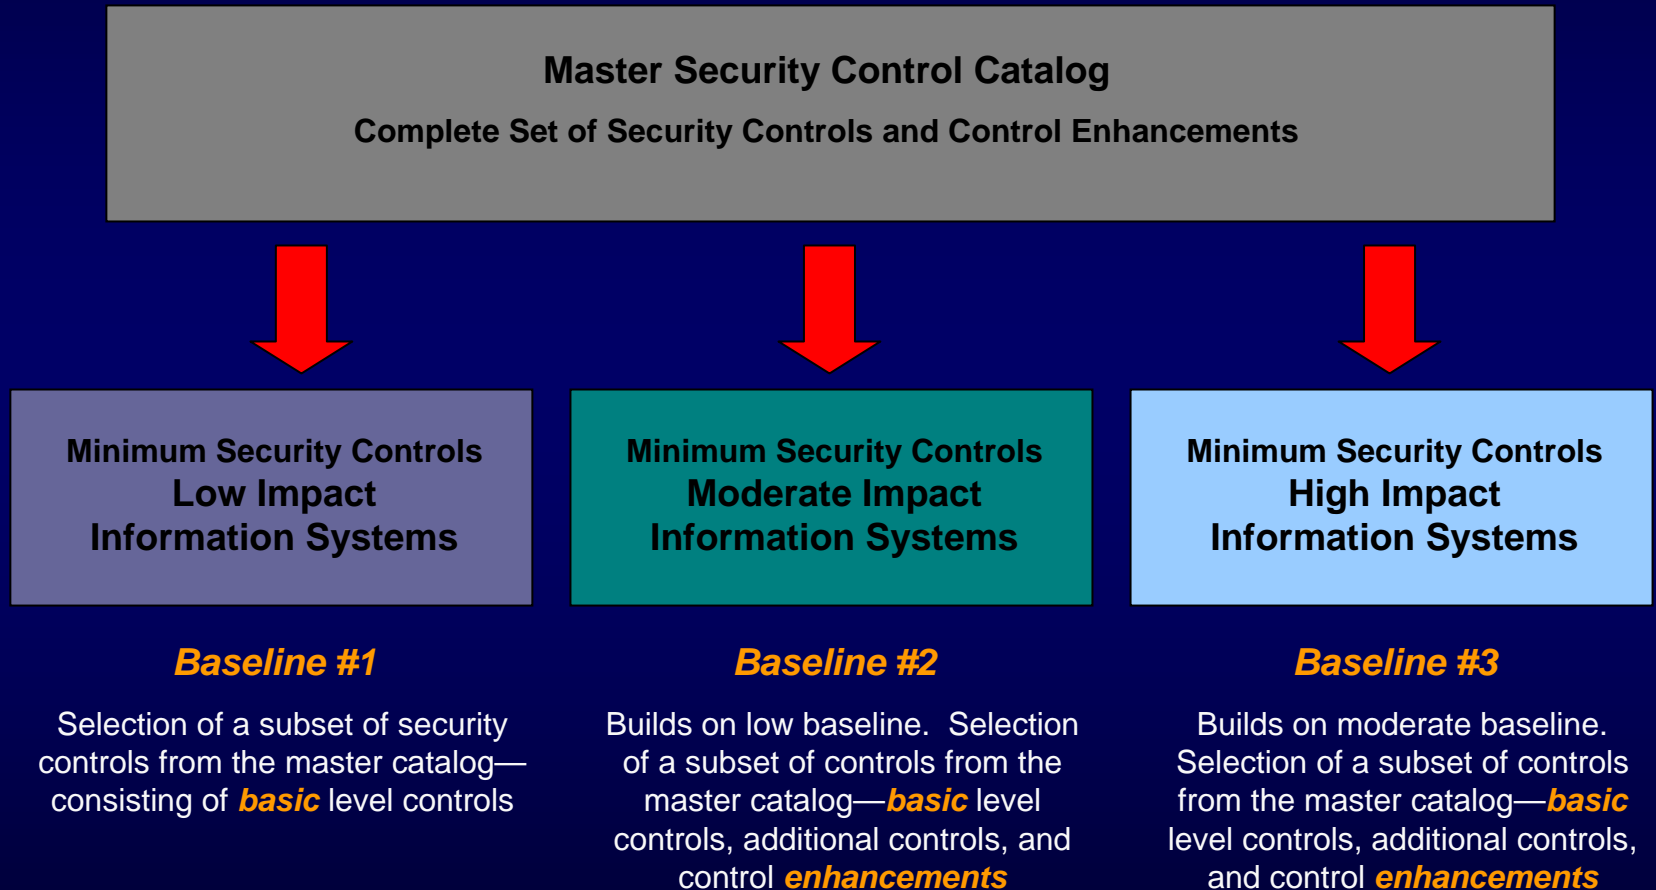 Master Security Control Catalog
Complete Set of Security Controls and Control Enhancements
Minimum Security Controls
Low Impact
Information Systems
Minimum Security Controls
Moderate Impact
Information Systems
Minimum Security Controls
High Impact
Information Systems
Baseline #1
Selection of a subset of security
controls from the master catalog—
consisting of basic level controls
Baseline #2
Builds on low baseline. Selection
of a subset of controls from the
master catalog—basic level
controls, additional controls, and
control enhancements
Baseline #3
Builds on moderate baseline.
Selection of a subset of controls
from the master catalog—basic
level controls, additional controls,
and control enhancements